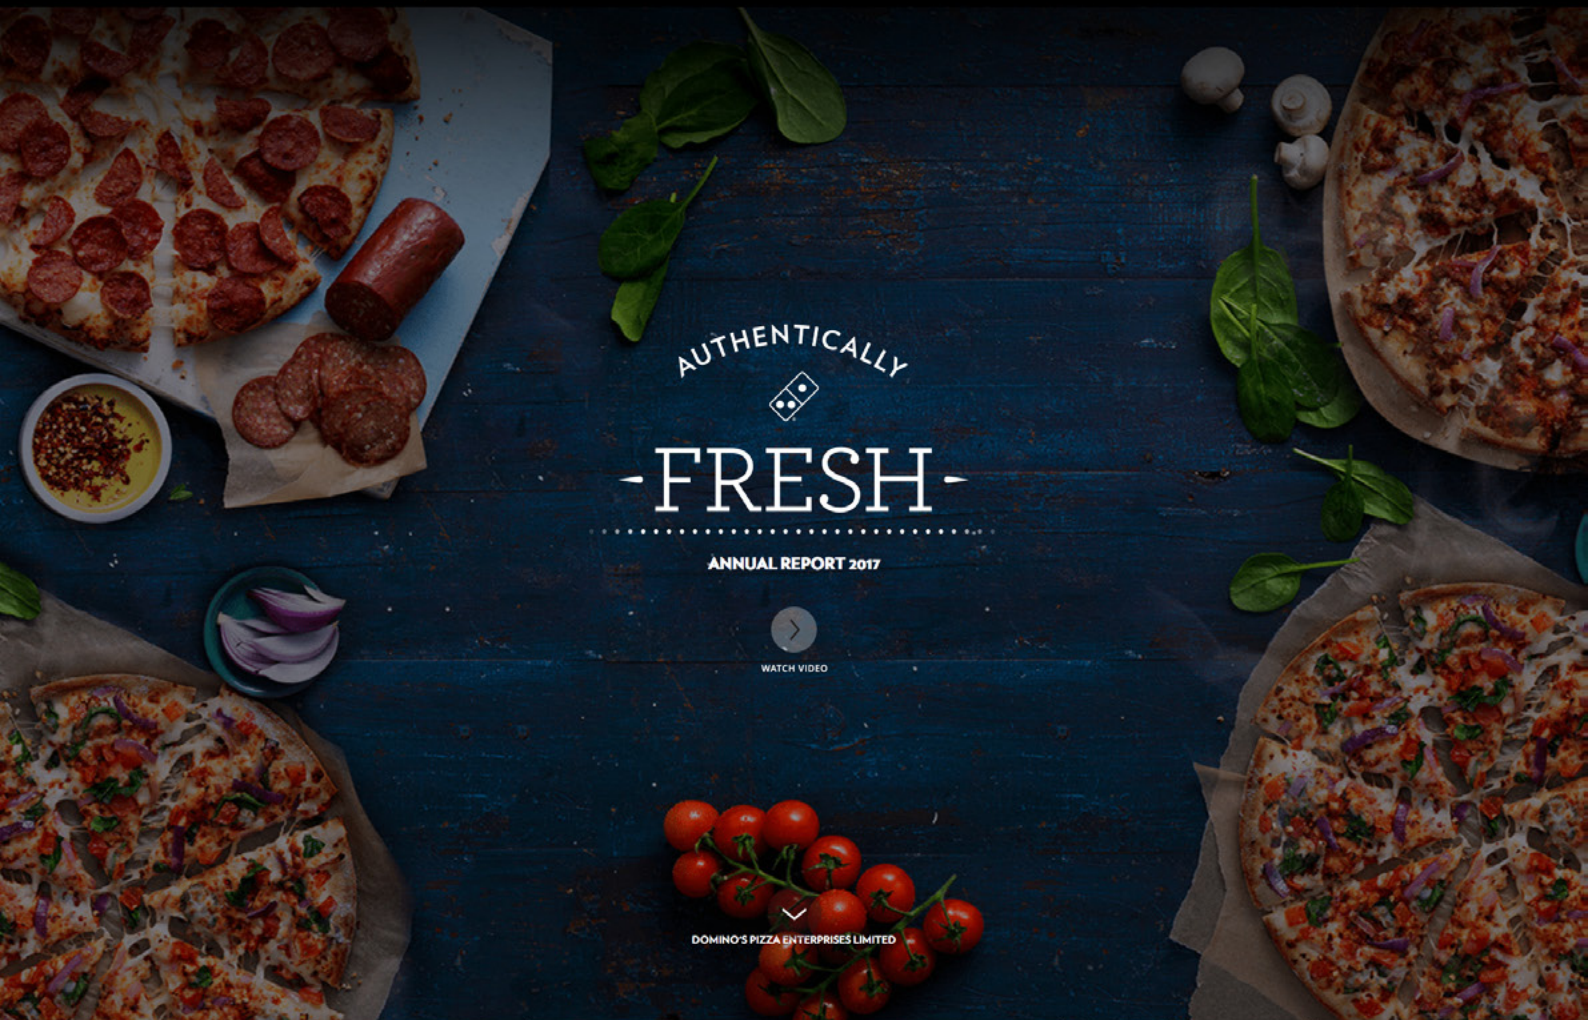 AUTHENTICALLY
FRESH
ANNUAL REPORT 2017
WATCH VIDEO
DOMINO'S PIZZA ENTERPRISES LIMITED